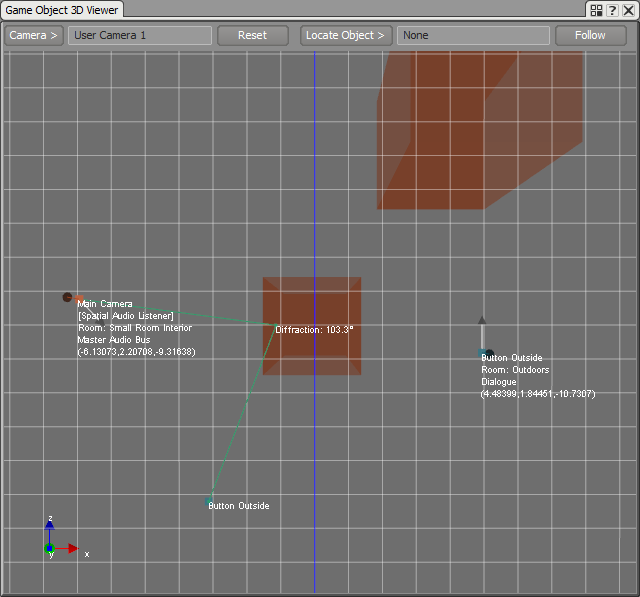 Game Object 3D Viewer
?
Camera >
User Camera 1
Reset
Locate Object >
None
Follow
Main Camera
[Spatial Audio Listener]
Room: Small Room Interior
Master Audio Bus
(-6.13073,2.20708,-9.31638)
Diffraction: 103.3°
Button Outside
Room: Outdoors
Dialogue
(4.48399,1.84451,-10.7307)
Button Outside
z
y
x